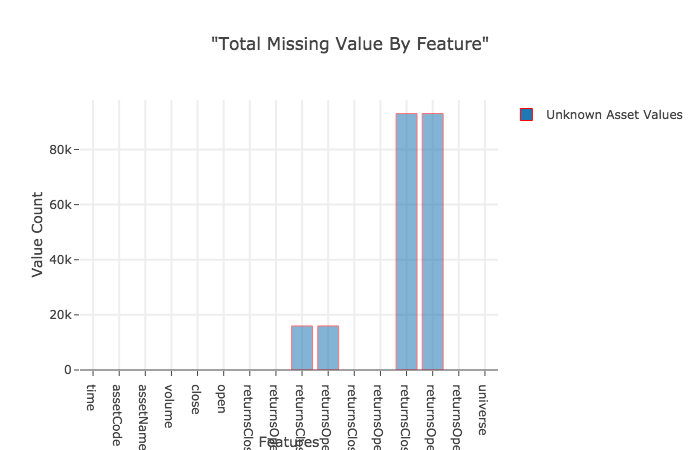 "Total Missing Value By Feature"
Unknown Asset Values
Value Count
80k
60k
40k
20k
0
time
assetCode
assetName
volume
close
open
returnsClos
returnsOpe
returnsClos
returnsOpe
returnsClos
returnsOpe
returnsClos
returnsOpe
returnsOpe
universe
Features